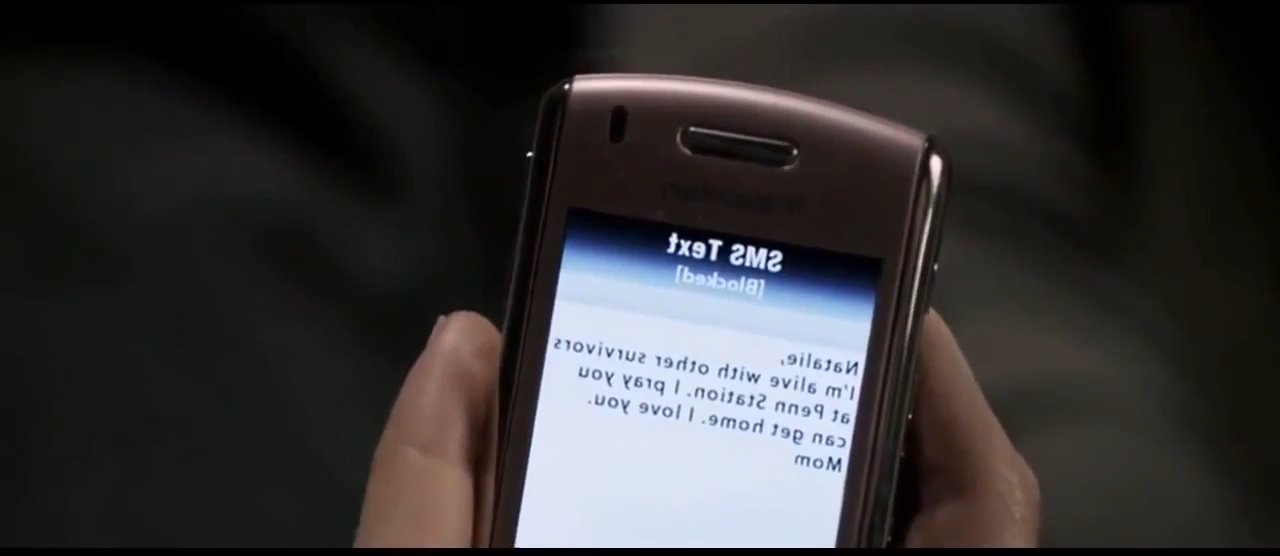 SMS Text
[Blocked]
Natalie,
I'm alive with other survivors
at Penn Station. I pray you
can get home. I love you.
Mom